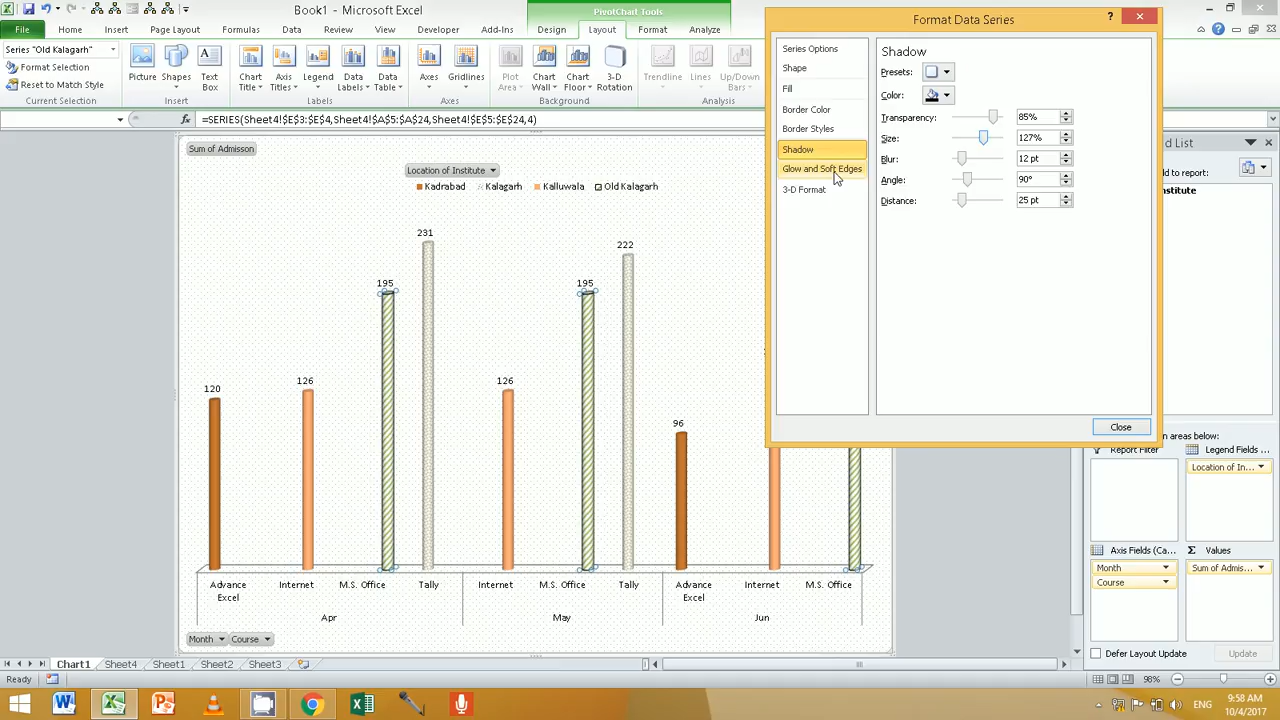 Book1 - Microsoft Excel
PivotChart Tools
File Home Insert Page Layout Formulas Data Review View Developer Add-Ins Design Layout Format Analyze
Series "Old Kalagarh"
Format Selection
Reset to Match Style
Current Selection
Picture Shapes Text Box
Insert
Chart Title Axis Titles Legend Data Labels Data Table
Labels
Axes Gridlines
Axes
Plot Area Chart Wall Chart Floor 3-D Rotation
Background
Trendline Lines Up/Down Bars
Analysis
fx =SERIES(Sheet4!$E$3:$E$4,Sheet4!$A$5:$A$24,Sheet4!$E$5:$E$24,4)
Sum of Admisson
Location of Institute
Kadrabad Kalagarh Kalluwala Old Kalagarh
231
222
195
195
126
126
120
96
Advance Excel Internet M.S. Office Tally Internet M.S. Office Tally Advance Excel Internet M.S. Office
Apr May Jun
Month Course
Format Data Series
?
Series Options
Shape
Fill
Border Color
Border Styles
Shadow
Glow and Soft Edges
3-D Format
Shadow
Presets:
Color:
Transparency: 85%
Size: 127%
Blur: 12 pt
Angle: 90°
Distance: 25 pt
Close
d List
d to report:
stitute
n areas below:
Report Filter
Legend Fields ...
Location of In...
Axis Fields (Ca...
Σ Values
Month
Course
Sum of Admiss...
Defer Layout Update
Update
Chart1 Sheet4 Sheet1 Sheet2 Sheet3
Ready
98%
ENG
9:58 AM
10/4/2017